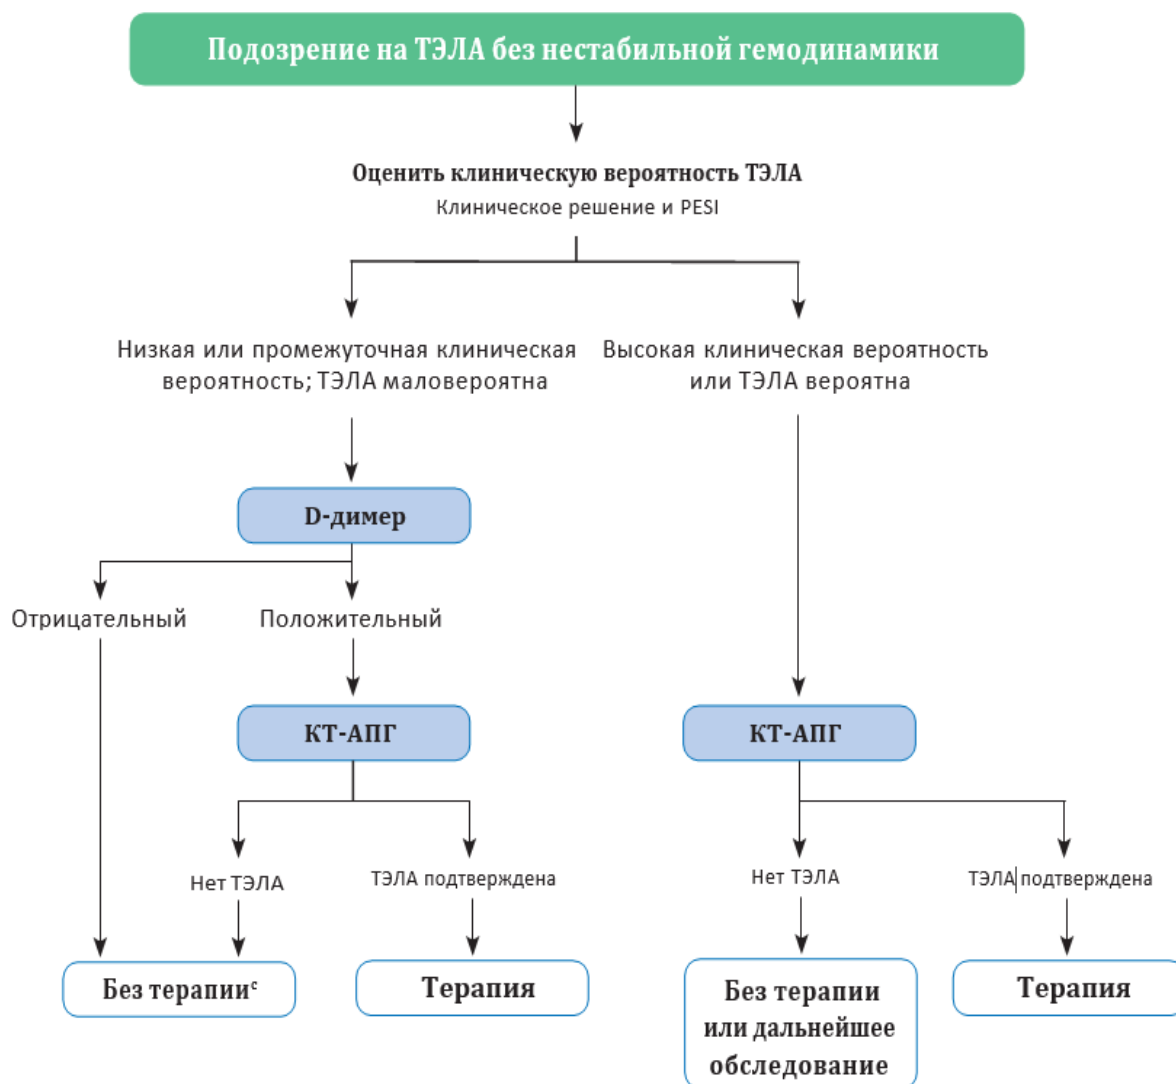 Подозрение на ТЭЛА без нестабильной гемодинамики
Оценить клиническую вероятность ТЭЛА
Клиническое решение и PESI
Низкая или промежуточная клиническая
вероятность; ТЭЛА маловероятна
Высокая клиническая вероятность
или ТЭЛА вероятна
D-димер
Отрицательный
Положительный
КТ-АПГ
КТ-АПГ
Нет ТЭЛА
ТЭЛА подтверждена
Нет ТЭЛА
ТЭЛА подтверждена
Без терапииᶜ
Терапия
Без терапии
или дальнейшее
обследование
Терапия